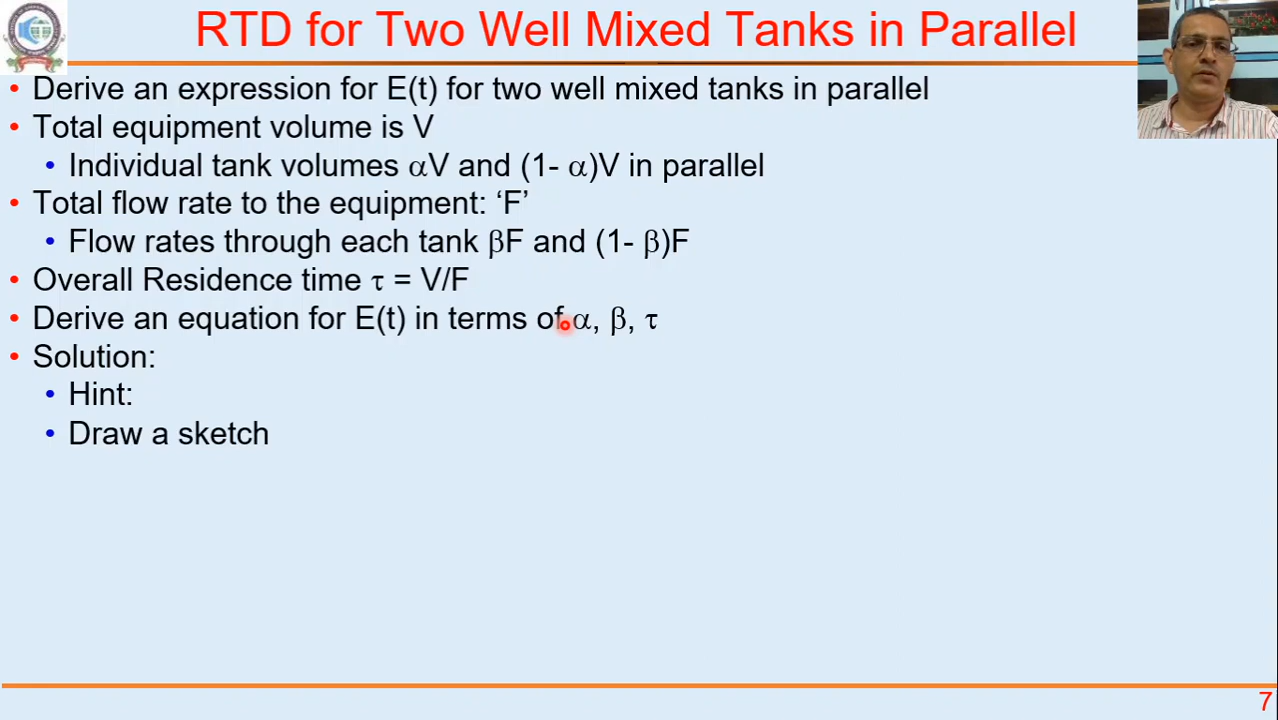 RTD for Two Well Mixed Tanks in Parallel
• Derive an expression for E(t) for two well mixed tanks in parallel
• Total equipment volume is V
• Individual tank volumes αV and (1- α)V in parallel
• Total flow rate to the equipment: ‘F’
• Flow rates through each tank βF and (1- β)F
• Overall Residence time τ = V/F
• Derive an equation for E(t) in terms of α, β, τ
• Solution:
• Hint:
• Draw a sketch
7